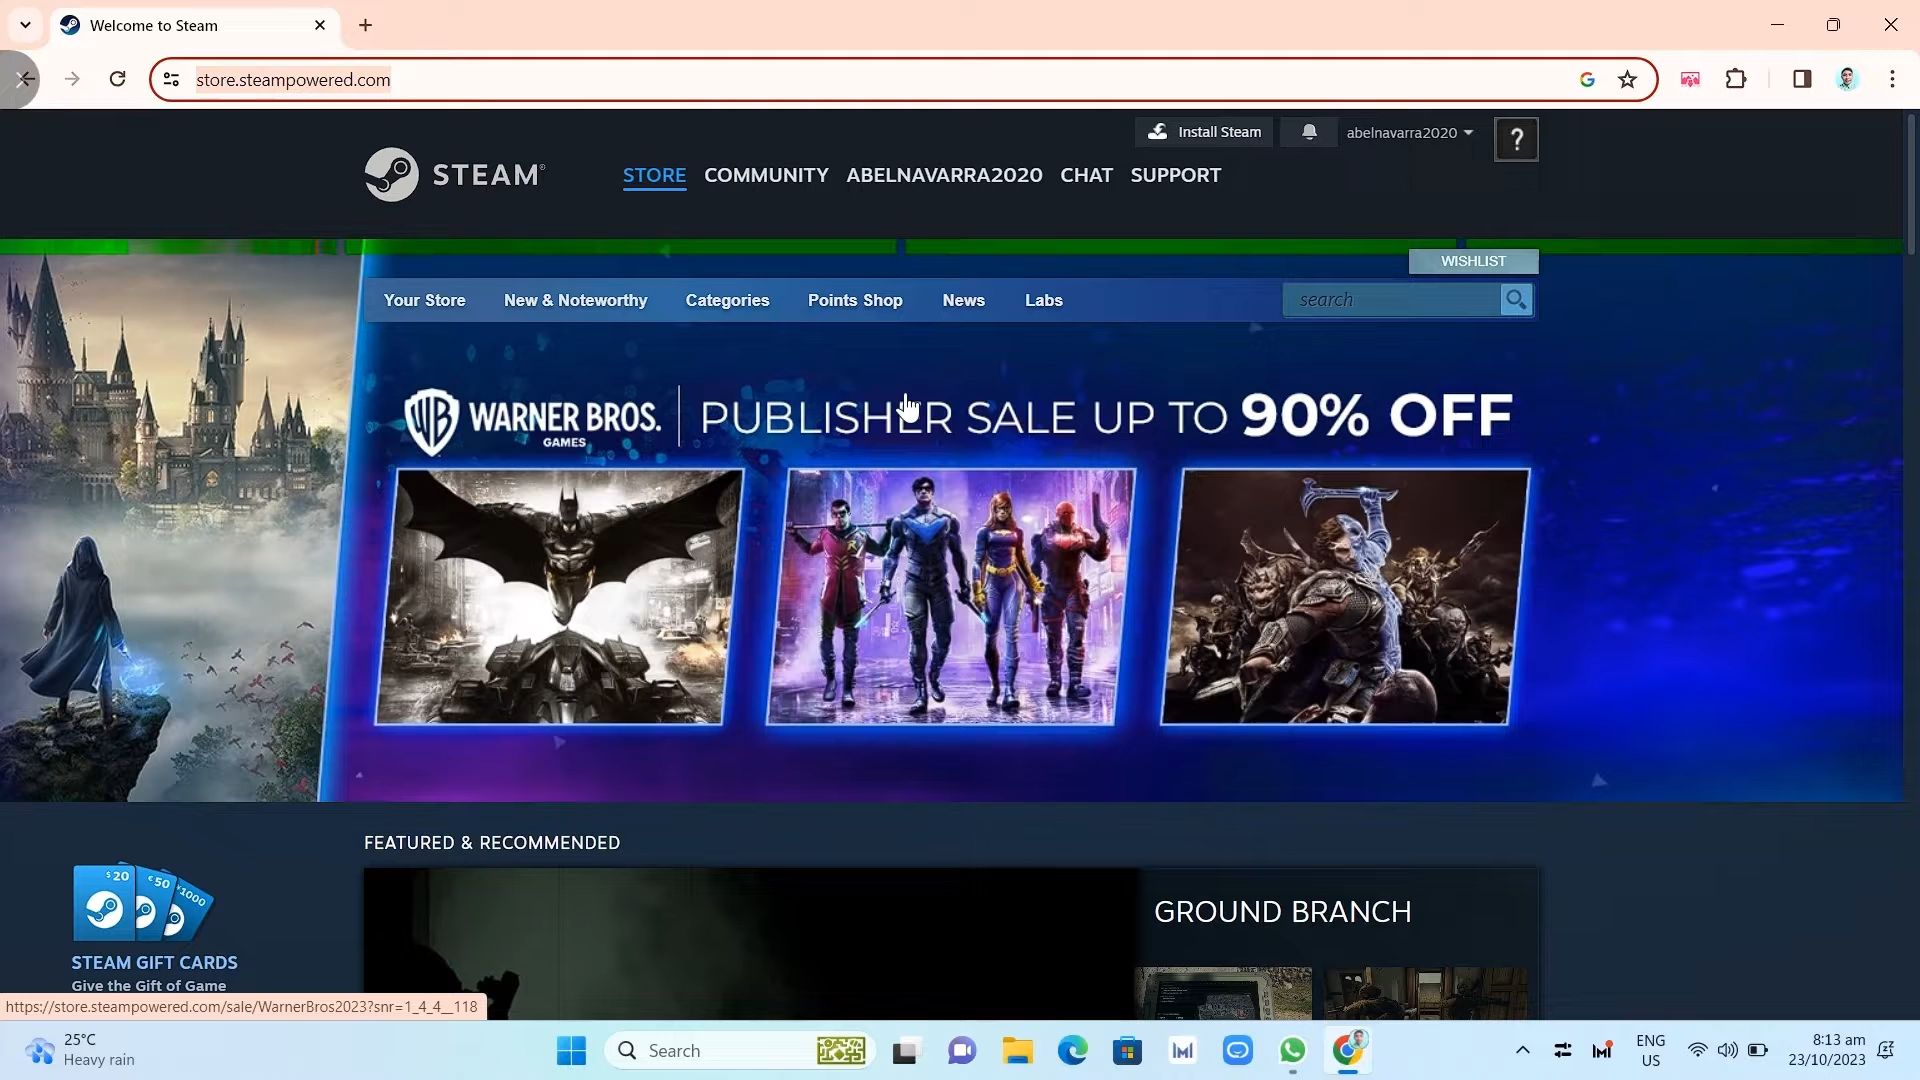 Welcome to Steam
store.steampowered.com
Install Steam
abelnavarra2020
?
STEAM®
STORE
COMMUNITY
ABELNAVARRA2020
CHAT
SUPPORT
WISHLIST
Your Store
New & Noteworthy
Categories
Points Shop
News
Labs
search
WB WARNER BROS. GAMES
PUBLISHER SALE UP TO 90% OFF
FEATURED & RECOMMENDED
$20
€50
¥1000
GROUND BRANCH
STEAM GIFT CARDS
Give the Gift of Game
https://store.steampowered.com/sale/WarnerBros2023?snr=1_4_4__118
25°C
Heavy rain
Search
ENG
US
8:13 am
23/10/2023